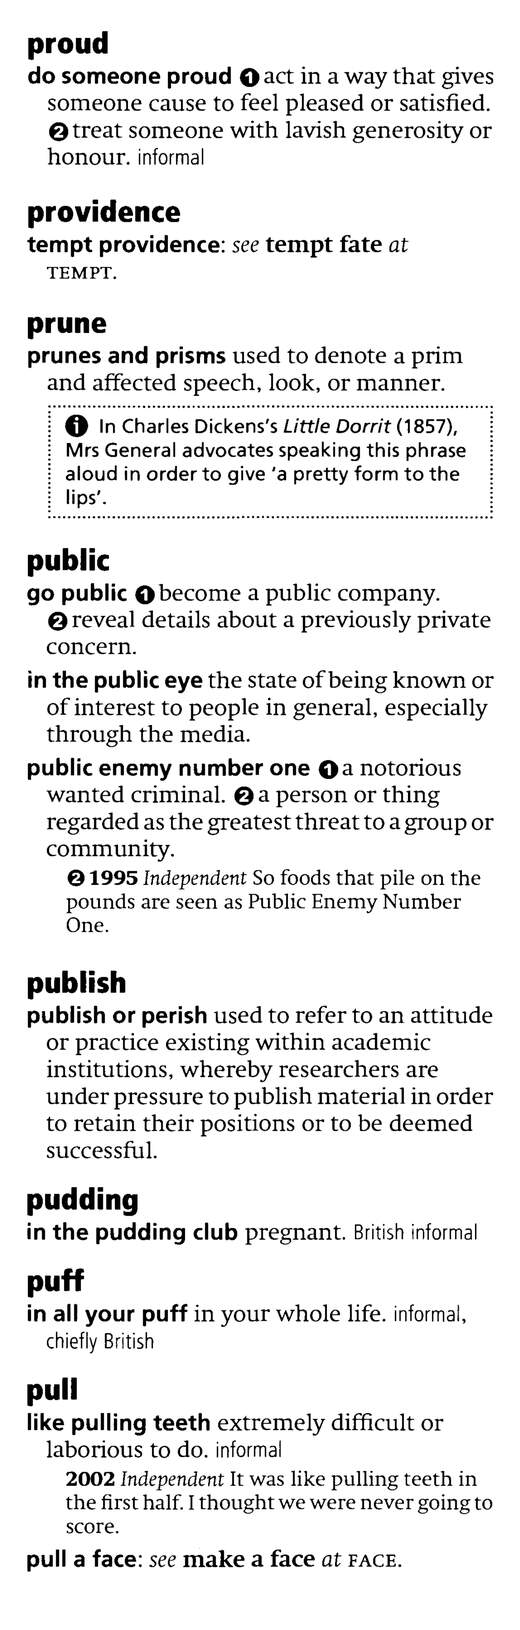 proud
do someone proud ❶ act in a way that gives
someone cause to feel pleased or satisfied.
❷ treat someone with lavish generosity or
honour. informal
providence
tempt providence: see tempt fate at
TEMPT.
prune
prunes and prisms used to denote a prim
and affected speech, look, or manner.
ℹ In Charles Dickens's Little Dorrit (1857),
Mrs General advocates speaking this phrase
aloud in order to give 'a pretty form to the
lips'.
public
go public ❶ become a public company.
❷ reveal details about a previously private
concern.
in the public eye the state of being known or
of interest to people in general, especially
through the media.
public enemy number one ❶ a notorious
wanted criminal. ❷ a person or thing
regarded as the greatest threat to a group or
community.
❷ 1995 Independent So foods that pile on the
pounds are seen as Public Enemy Number
One.
publish
publish or perish used to refer to an attitude
or practice existing within academic
institutions, whereby researchers are
under pressure to publish material in order
to retain their positions or to be deemed
successful.
pudding
in the pudding club pregnant. British informal
puff
in all your puff in your whole life. informal,
chiefly British
pull
like pulling teeth extremely difficult or
laborious to do. informal
2002 Independent It was like pulling teeth in
the first half. I thought we were never going to
score.
pull a face: see make a face at FACE.